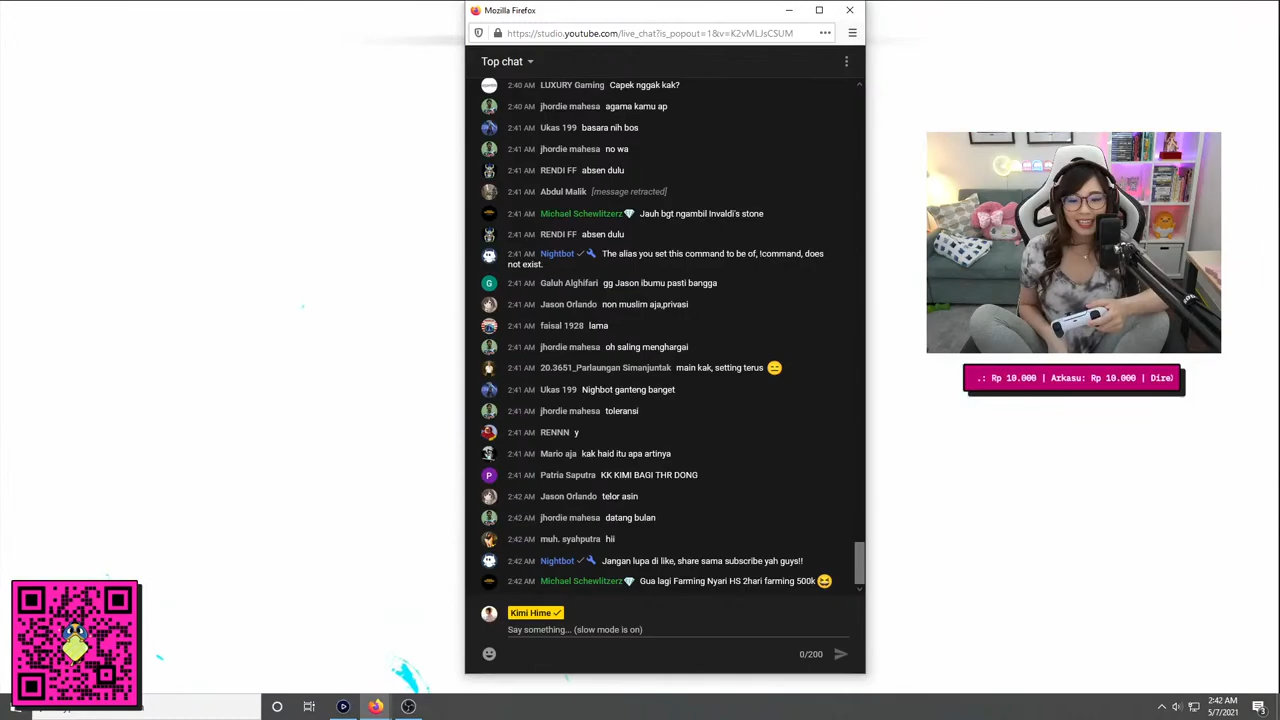 Mozilla Firefox
https://studio.youtube.com/live_chat?is_popout=1&v=K2vMLJsCSUM
Top chat
2:40 AM LUXURY Gaming Capek nggak kak?
2:40 AM jhordie mahesa agama kamu ap
2:41 AM Ukas 199 basara nih bos
2:41 AM jhordie mahesa no wa
2:41 AM RENDI FF absen dulu
2:41 AM Abdul Malik [message retracted]
2:41 AM Michael Schewlitzerz Jauh bgt ngambil Invaldi's stone
2:41 AM RENDI FF absen dulu
2:41 AM Nightbot The alias you set this command to be of, !command, does
not exist.
G 2:41 AM Galuh Alghifari gg Jason ibumu pasti bangga
2:41 AM Jason Orlando non muslim aja,privasi
2:41 AM faisal 1928 lama
2:41 AM jhordie mahesa oh saling menghargai
2:41 AM 20.3651_Parlaungan Simanjuntak main kak, setting terus 😑
2:41 AM Ukas 199 Nighbot ganteng banget
2:41 AM jhordie mahesa toleransi
2:41 AM RENNN y
2:41 AM Mario aja kak haid itu apa artinya
P 2:41 AM Patria Saputra KK KIMI BAGI THR DONG
2:42 AM Jason Orlando telor asin
2:42 AM jhordie mahesa datang bulan
2:42 AM muh. syahputra hii
2:42 AM Nightbot Jangan lupa di like, share sama subscribe yah guys!!
2:42 AM Michael Schewlitzerz Gua lagi Farming Nyari HS 2hari farming 500k 😆
Kimi Hime
Say something... (slow mode is on)
0/200
.: Rp 10.000 | Arkasu: Rp 10.000 | Dire)
2:42 AM
5/7/2021
3